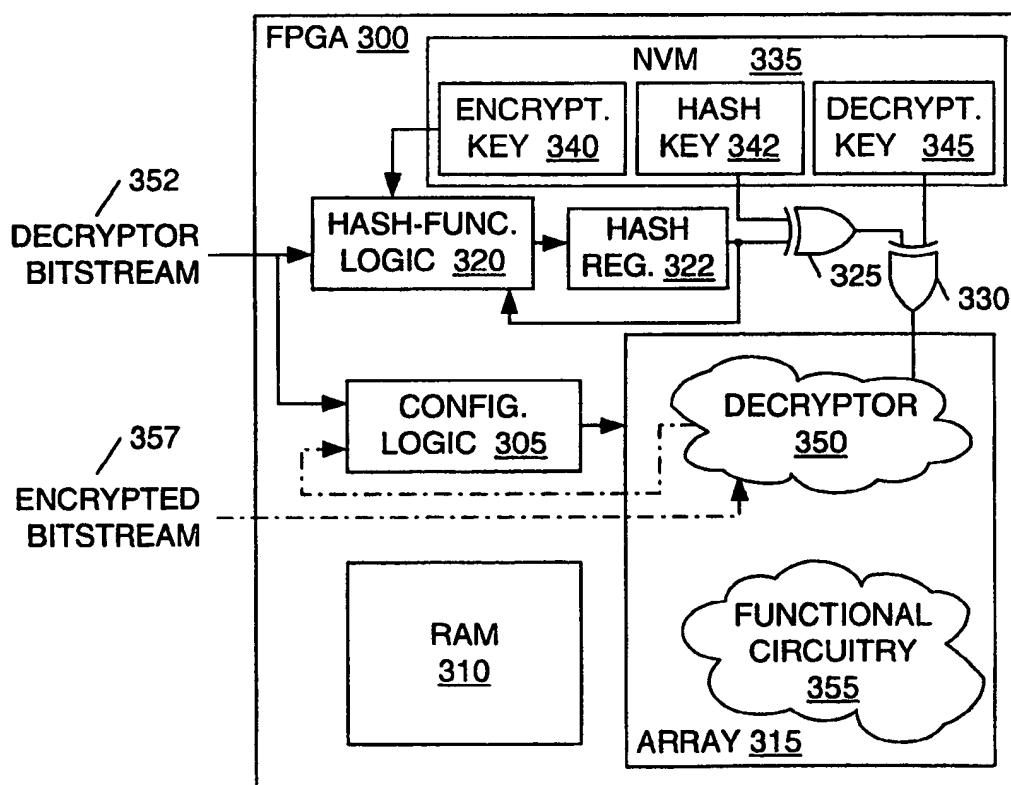 FPGA 300
NVM 335
ENCRYPT.
KEY 340
HASH
KEY 342
DECRYPT.
KEY 345
352
DECRYPTOR
BITSTREAM
HASH-FUNC.
LOGIC 320
HASH
REG. 322
325
330
CONFIG.
LOGIC 305
DECRYPTOR
350
357
ENCRYPTED
BITSTREAM
RAM
310
FUNCTIONAL
CIRCUITRY
355
ARRAY 315